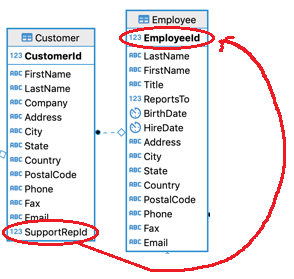 Customer
123 CustomerId
ABC FirstName
ABC LastName
ABC Company
ABC Address
ABC City
ABC State
ABC Country
ABC PostalCode
ABC Phone
ABC Fax
ABC Email
123 SupportRepId
Employee
123 EmployeeId
ABC LastName
ABC FirstName
ABC Title
123 ReportsTo
BirthDate
HireDate
ABC Address
ABC City
ABC State
ABC Country
ABC PostalCode
ABC Phone
ABC Fax
ABC Email